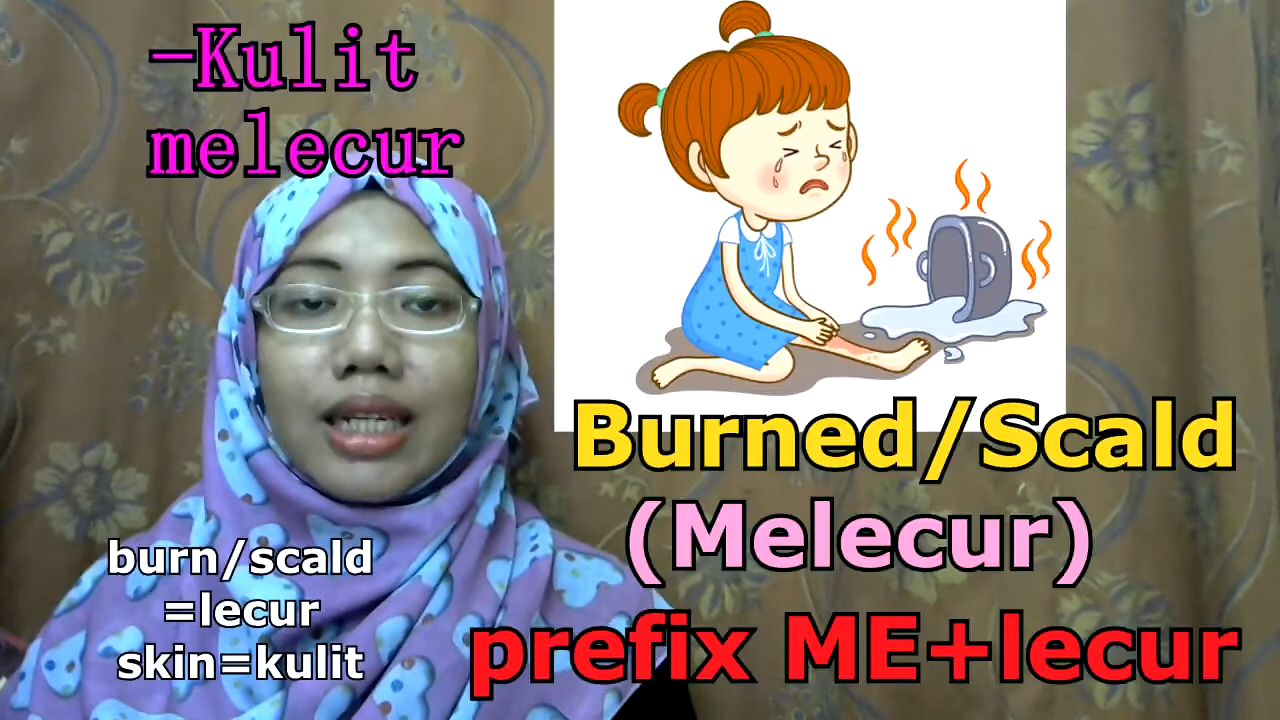 -Kulit
melecur
Burned/Scald
(Melecur)
prefix ME+lecur
burn/scald
=lecur
skin=kulit